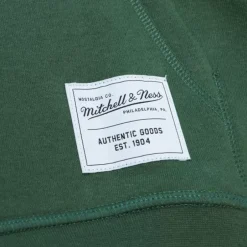 NOSTALGIA CO.
Mitchell & Ness
PHILADELPHIA, PA.
AUTHENTIC GOODS
EST. 1904